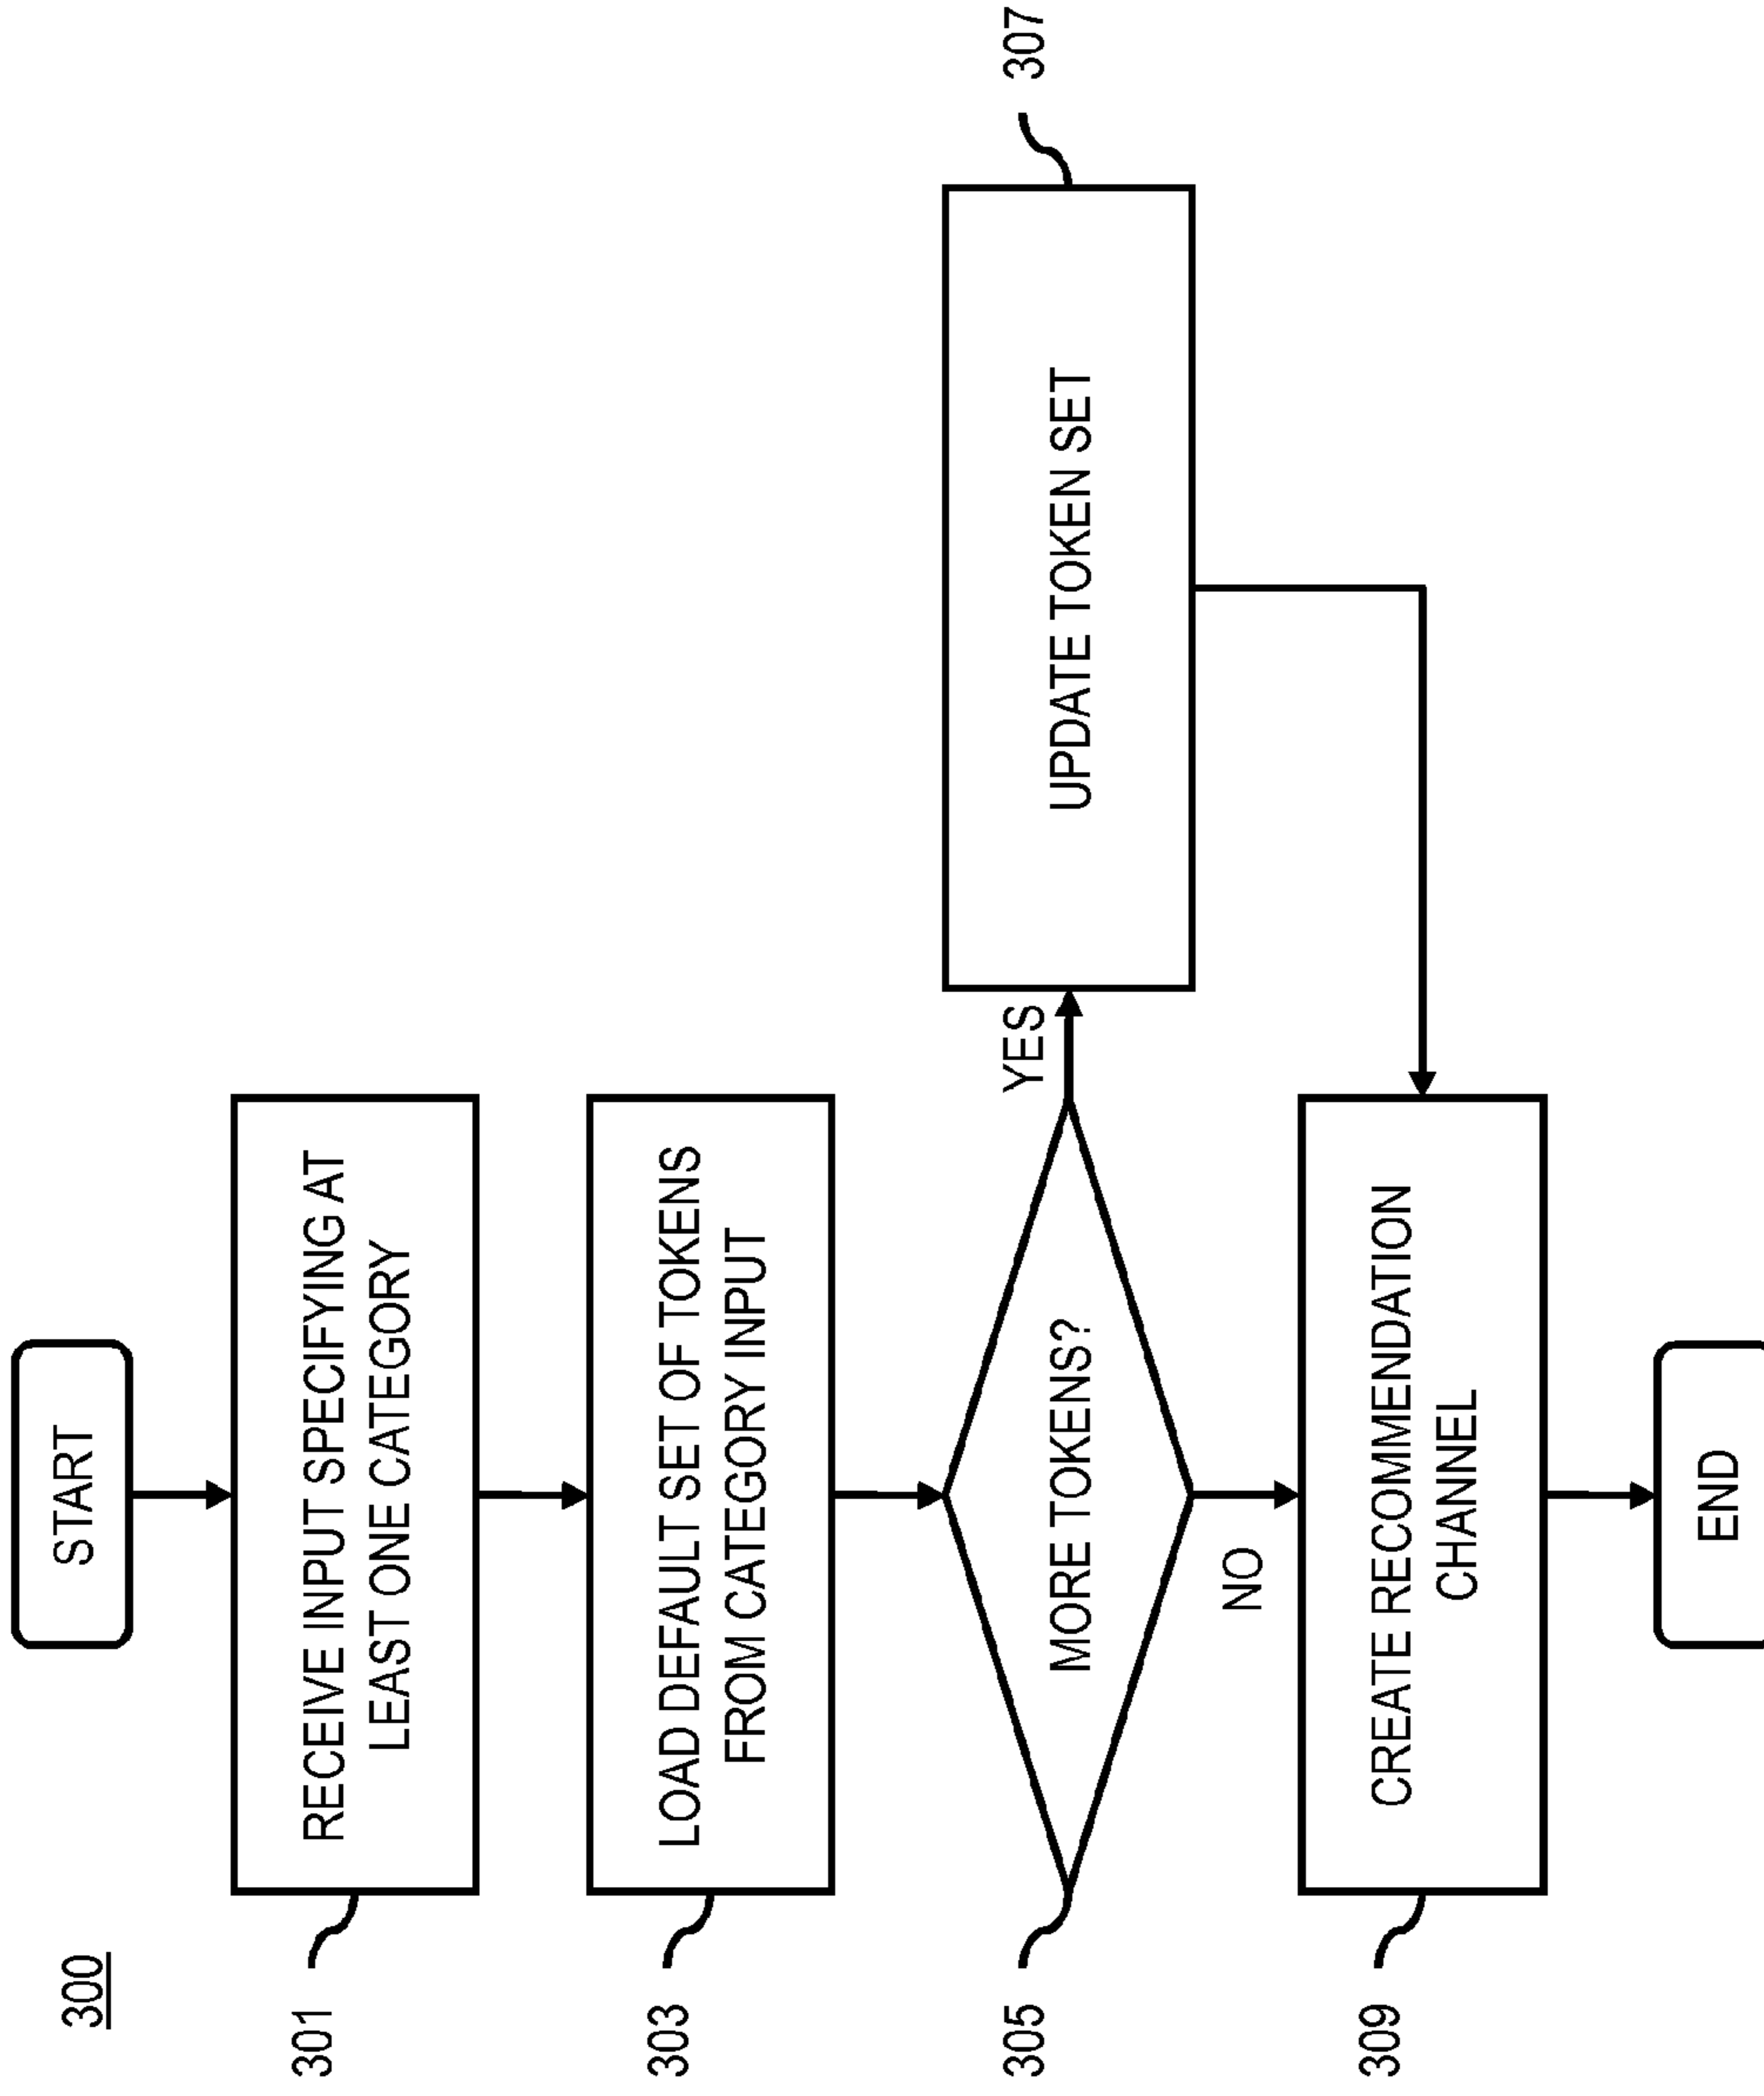 300
START
301
RECEIVE INPUT SPECIFYING AT
LEAST ONE CATEGORY
303
LOAD DEFAULT SET OF TOKENS
FROM CATEGORY INPUT
305
MORE TOKENS?
YES
307
UPDATE TOKEN SET
NO
309
CREATE RECOMMENDATION
CHANNEL
END